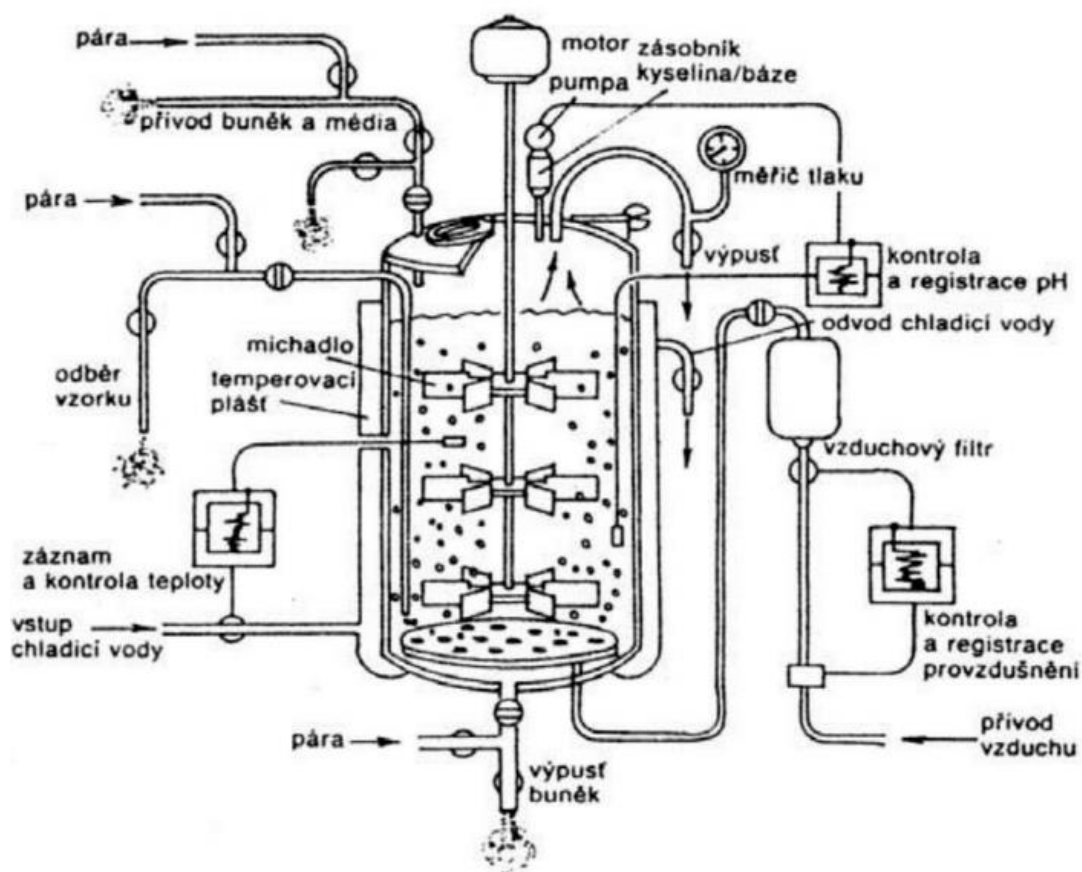 pára
motor
zásobník
kyselina/báze
pumpa
přívod buněk a média
měřič tlaku
pára
výpusť
kontrola
a registrace pH
odvod chladicí vody
michadlo
temperovací
plášť
odběr
vzorku
vzduchový filtr
záznam
a kontrola teploty
vstup
chladicí vody
kontrola
a registrace
provzdušnění
pára
výpusť
buněk
přívod
vzduchu